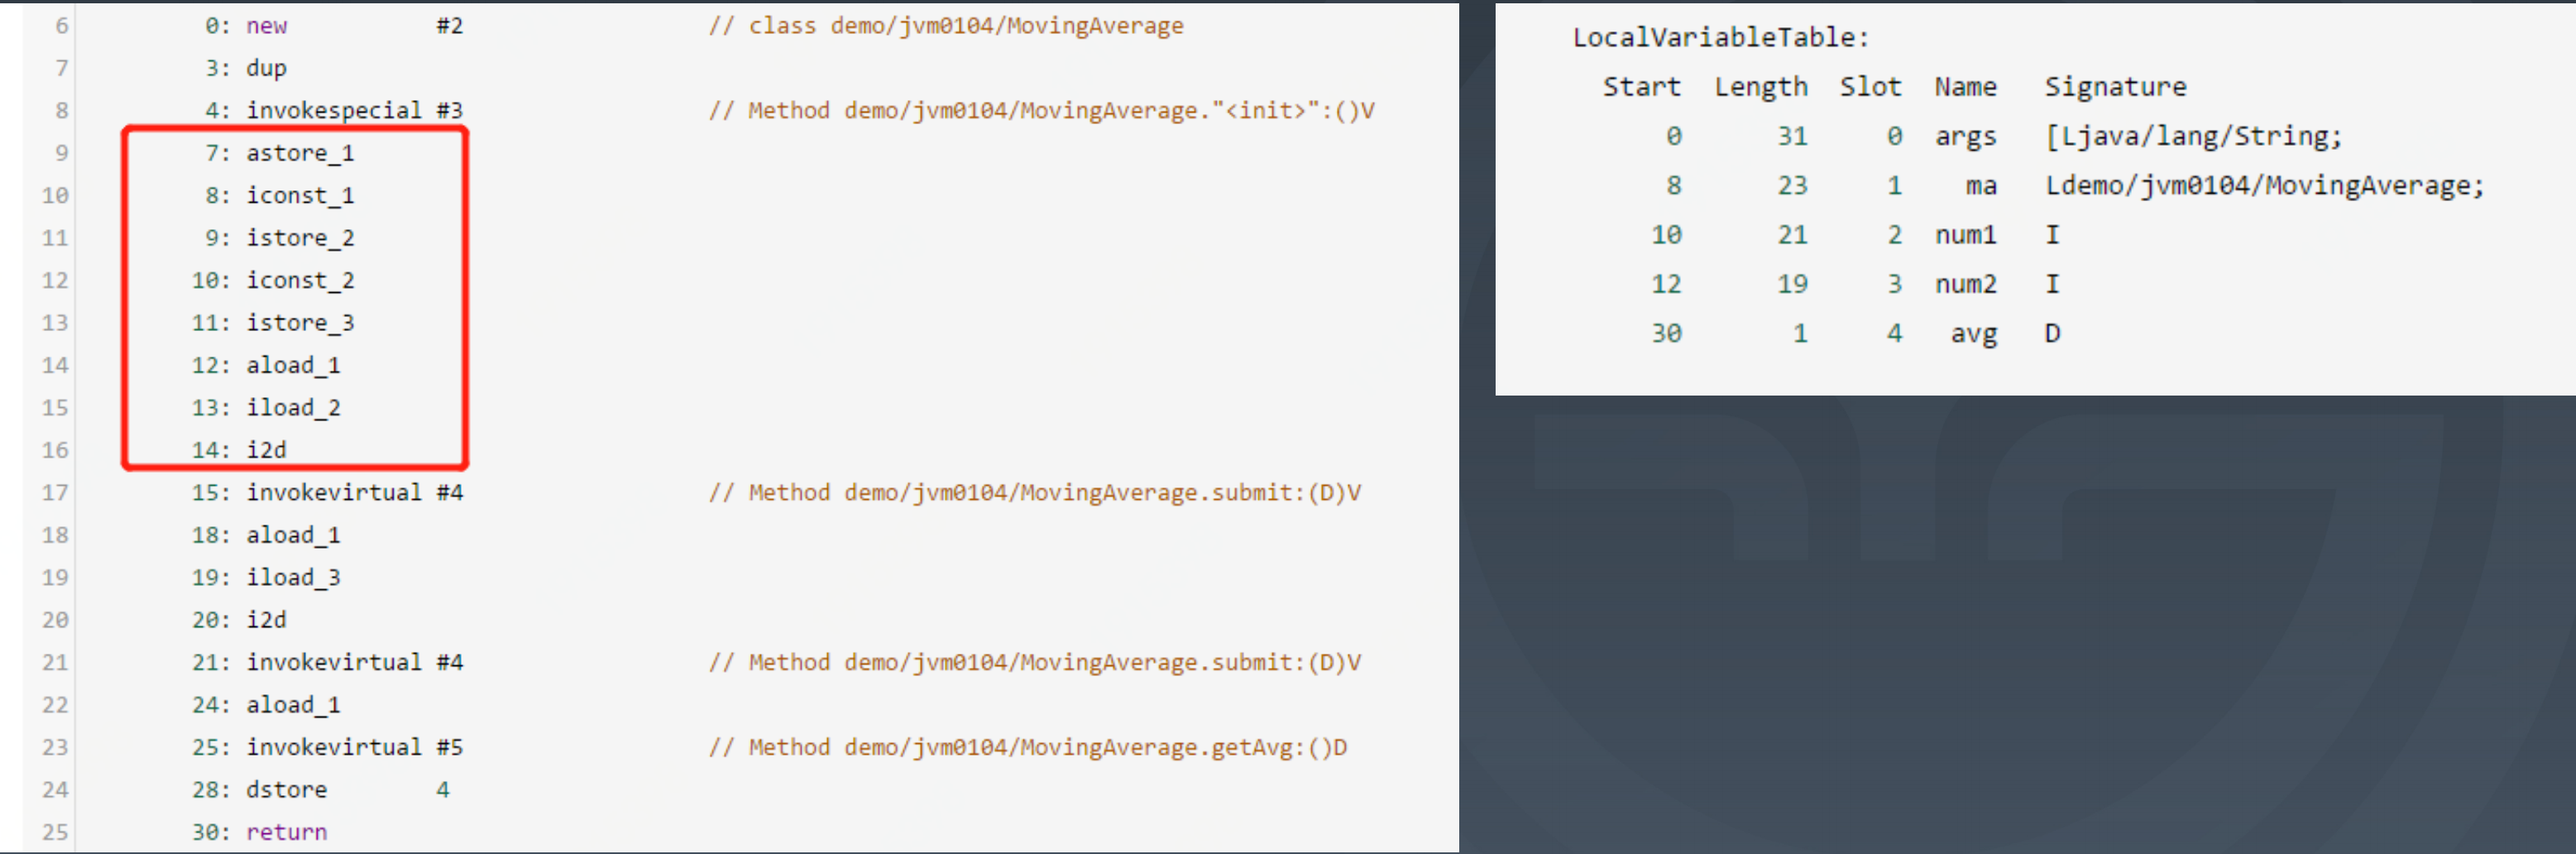 6 0: new #2 // class demo/jvm0104/MovingAverage
7 3: dup
8 4: invokespecial #3 // Method demo/jvm0104/MovingAverage."<init>":()V
9 7: astore_1
10 8: iconst_1
11 9: istore_2
12 10: iconst_2
13 11: istore_3
14 12: aload_1
15 13: iload_2
16 14: i2d
17 15: invokevirtual #4 // Method demo/jvm0104/MovingAverage.submit:(D)V
18 18: aload_1
19 19: iload_3
20 20: i2d
21 21: invokevirtual #4 // Method demo/jvm0104/MovingAverage.submit:(D)V
22 24: aload_1
23 25: invokevirtual #5 // Method demo/jvm0104/MovingAverage.getAvg:()D
24 28: dstore 4
25 30: return
LocalVariableTable:
Start Length Slot Name Signature
0 31 0 args [Ljava/lang/String;
8 23 1 ma Ldemo/jvm0104/MovingAverage;
10 21 2 num1 I
12 19 3 num2 I
30 1 4 avg D